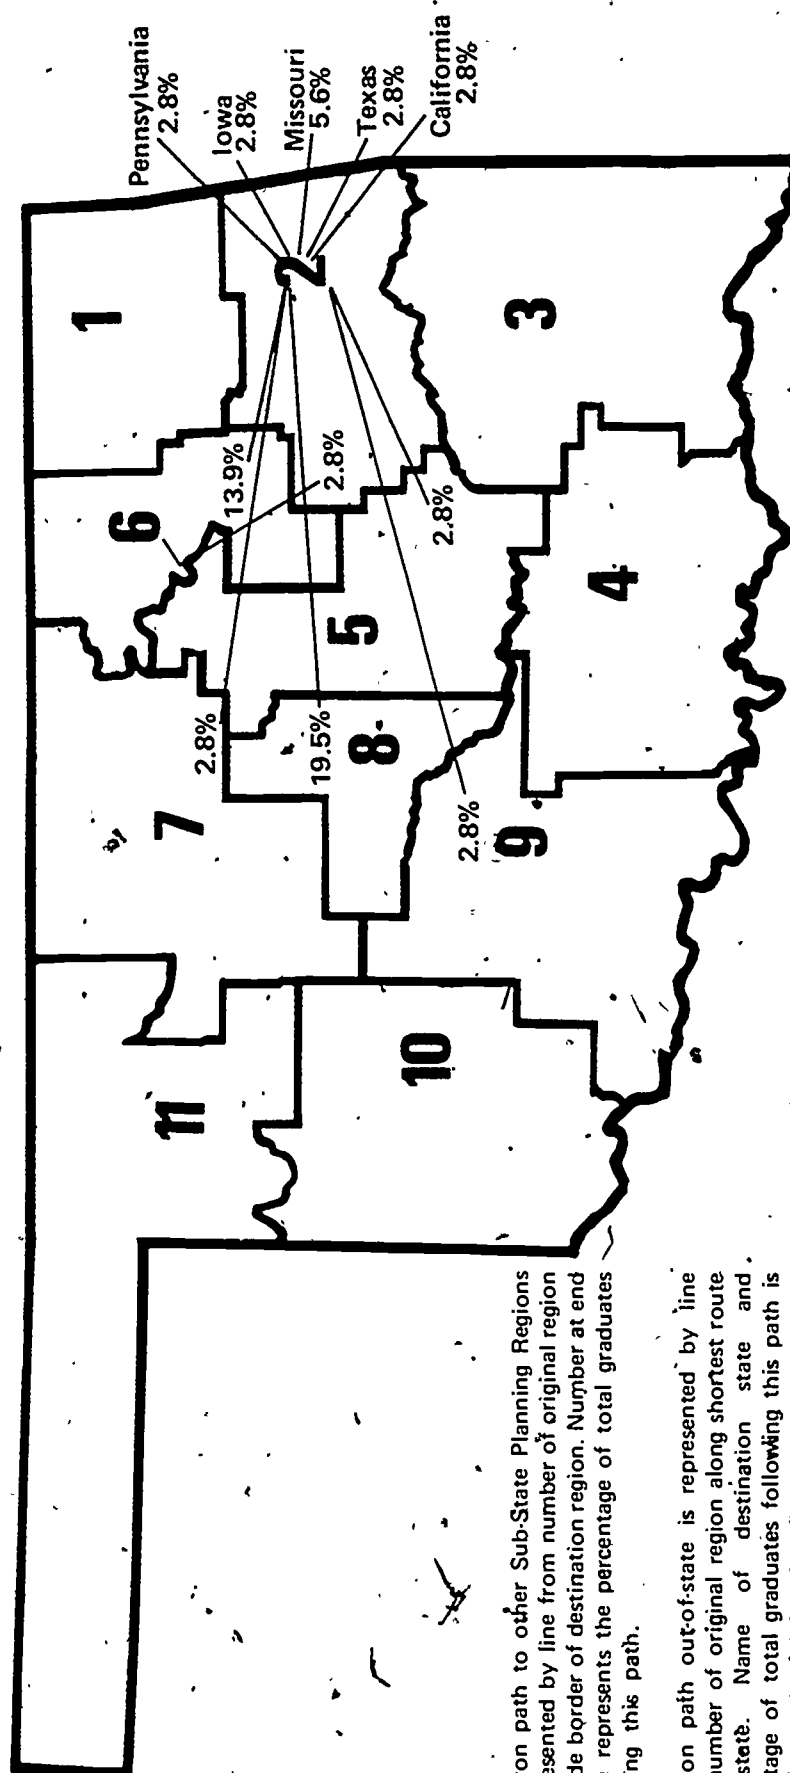 Pennsylvania
2.8%
Iowa
2.8%
Missouri
5.6%
Texas
2.8%
California
2.8%
1
2
3
6
13.9%
2.8%
2.8%
5
4
7
2.8%
19.5%
8
2.8%
9
11
10
on path to other Sub-State Planning Regions
esented by line from number of original region
de border of destination region. Number at end
represents the percentage of total graduates
ng this path.
on path out-of-state is represented by line
number of original region along shortest route
state. Name of destination state and
tage of total graduates following this path is